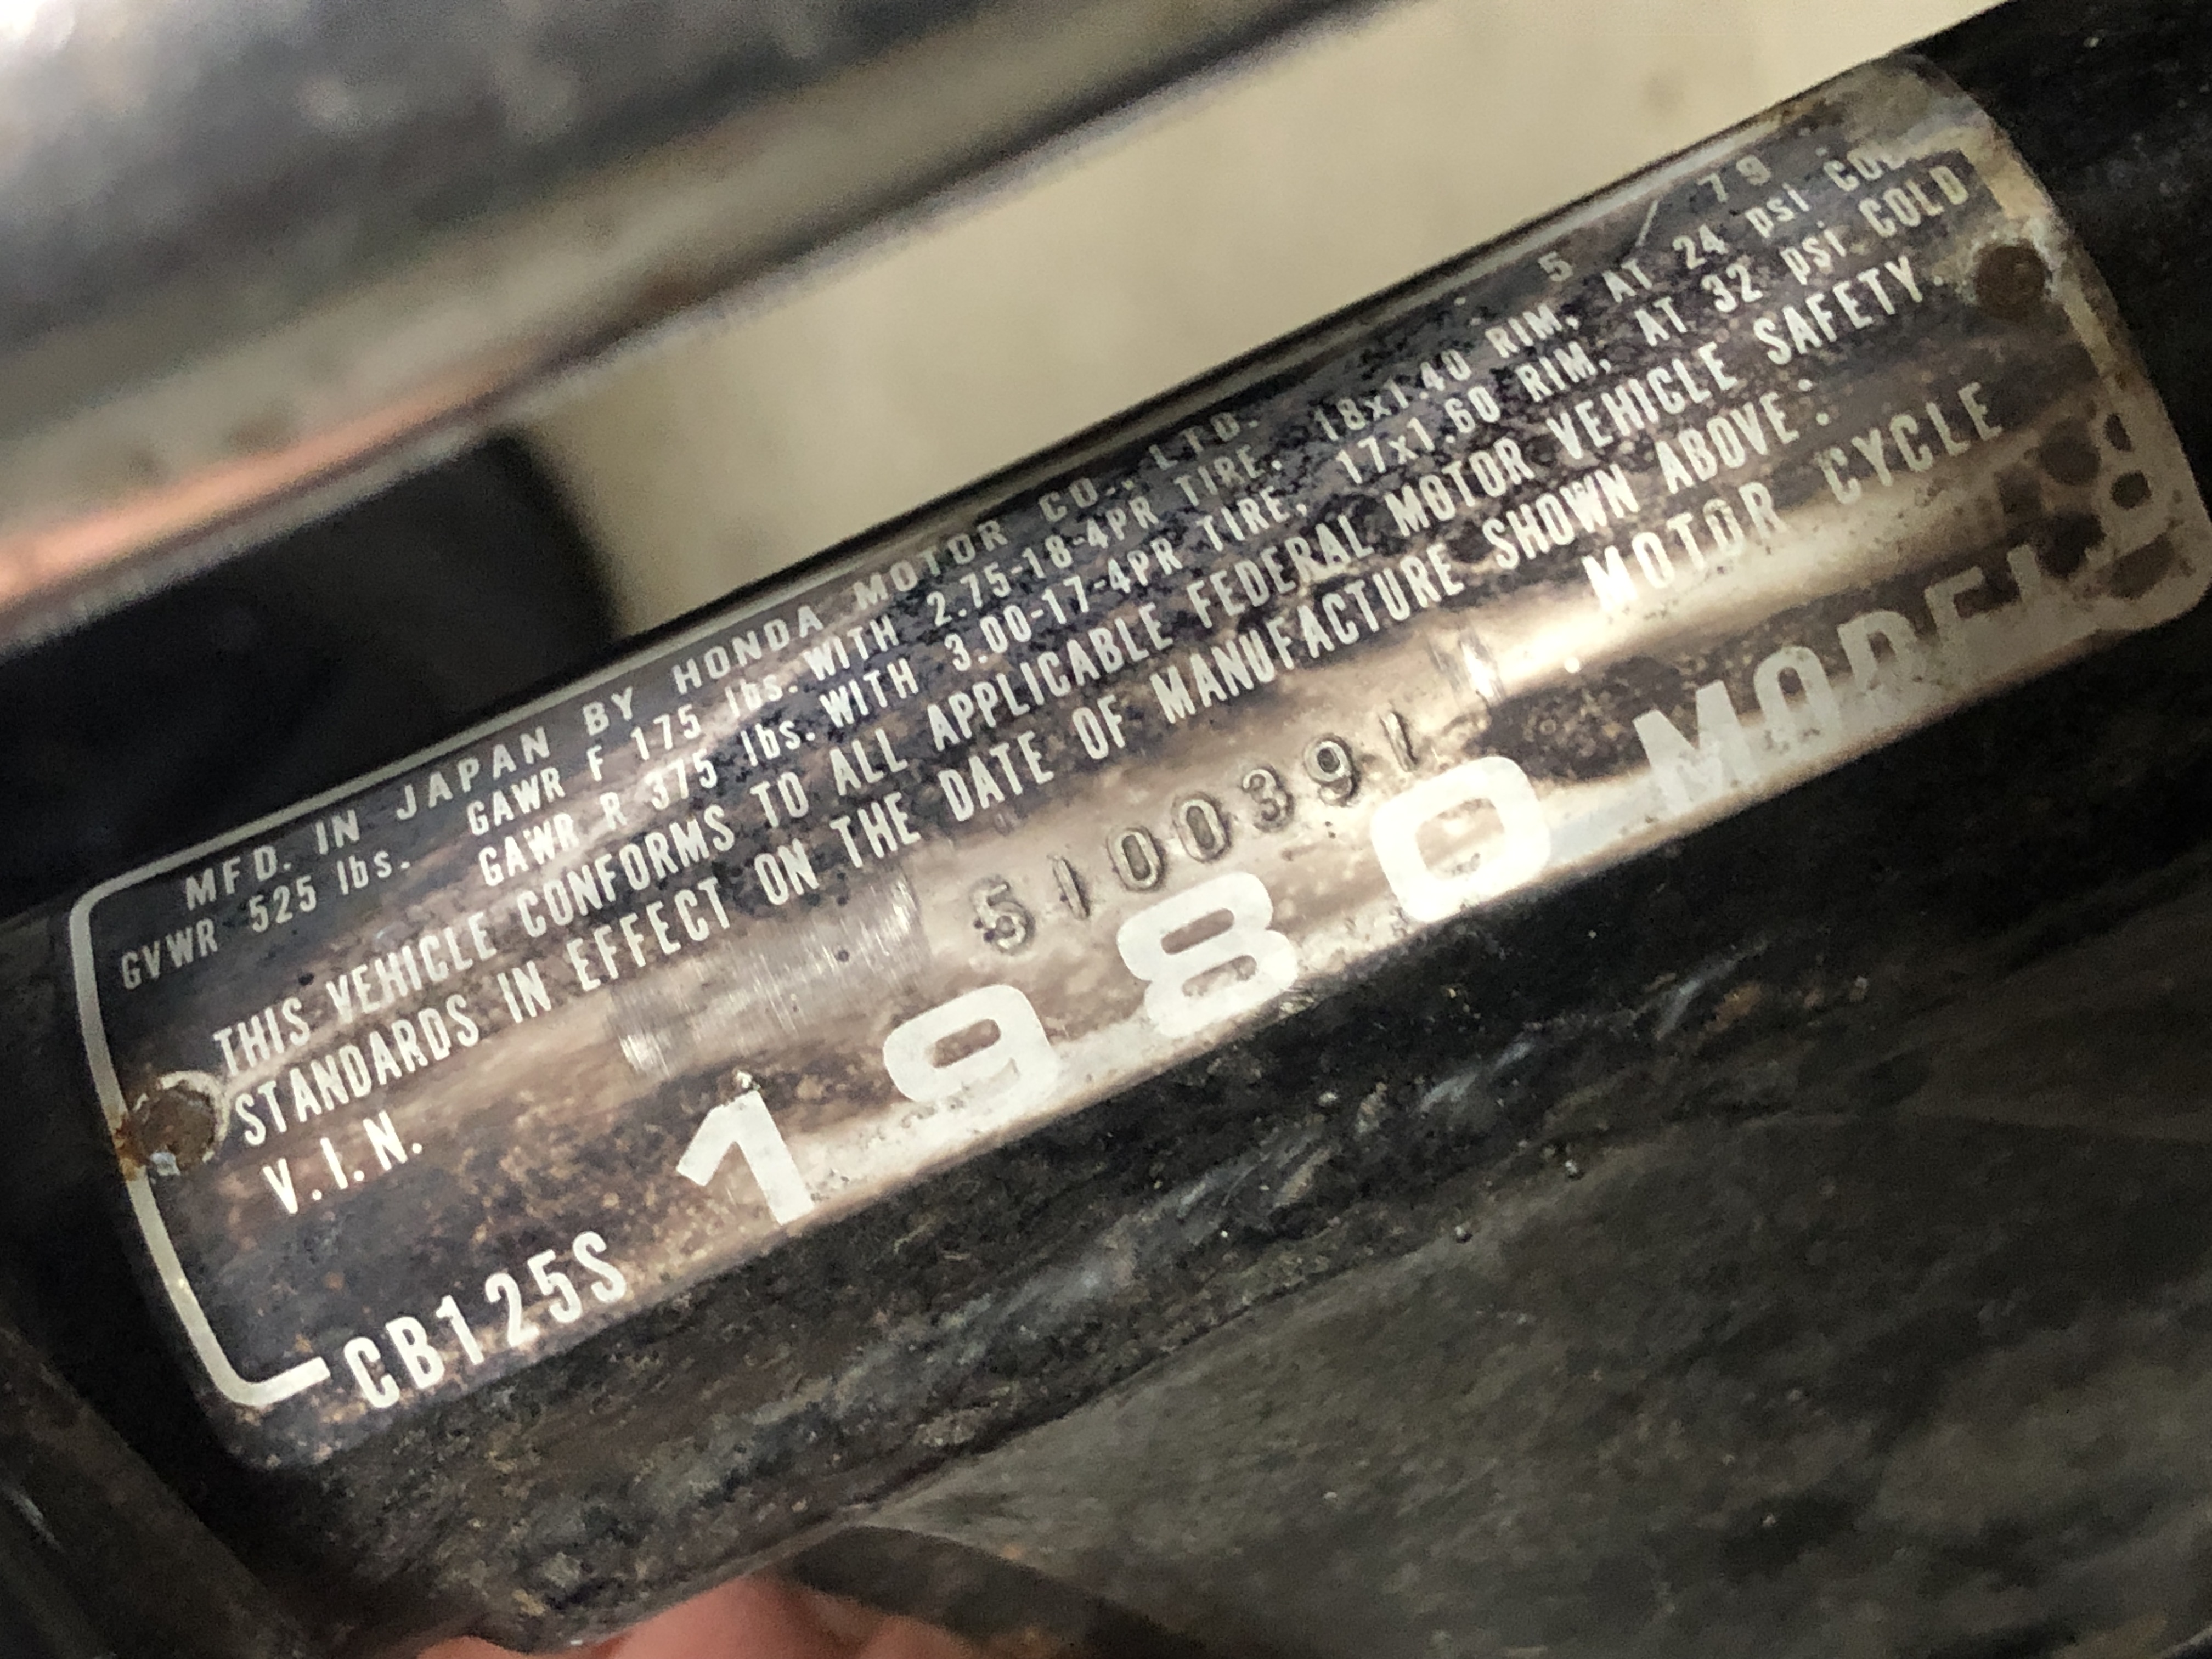 MFD. IN JAPAN BY HONDA MOTOR CO., LTD. 5 / 79
GVWR 525 lbs. GAWR F 175 lbs. WITH 2.75-18-4PR TIRE, 18x1.40 RIM, AT 24 psi COLD
GAWR R 375 lbs. WITH 3.00-17-4PR TIRE, 17x1.60 RIM, AT 32 psi COLD
THIS VEHICLE CONFORMS TO ALL APPLICABLE FEDERAL MOTOR VEHICLE SAFETY.
STANDARDS IN EFFECT ON THE DATE OF MANUFACTURE SHOWN ABOVE.
V.I.N. 5100391 MOTOR CYCLE
CB125S 1980 MODEL